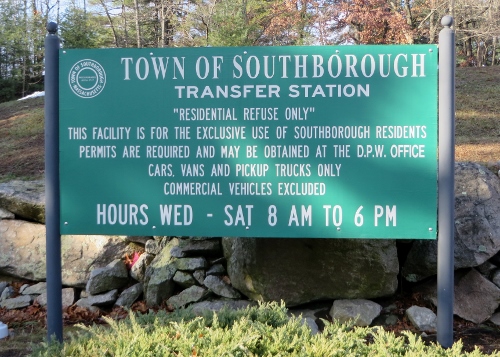 TOWN OF SOUTHBOROUGH
TRANSFER STATION
"RESIDENTIAL REFUSE ONLY"
THIS FACILITY IS FOR THE EXCLUSIVE USE OF SOUTHBOROUGH RESIDENTS
PERMITS ARE REQUIRED AND MAY BE OBTAINED AT THE D.P.W. OFFICE
CARS, VANS AND PICKUP TRUCKS ONLY
COMMERCIAL VEHICLES EXCLUDED
HOURS WED - SAT 8 AM TO 6 PM